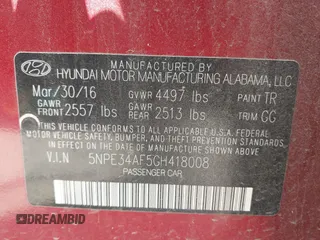 HYUNDAI MOTOR MANUFACTURING ALABAMA, LLC
Mar/30/16 GVWR 4497 lbs PAINT TR
GAWR FRONT 2557 lbs GAWR REAR 2513 lbs TRIM GG
THIS VEHICLE CONFORMS TO ALL APPLICABLE U.S. FEDERAL
MOTOR VEHICLE SAFETY, BUMPER, AND THEFT PREVENTION
STANDARDS IN EFFECT ON THE DATE OF MANUFACTURE
SHOWN ABOVE.
V.I.N 5NPE34AF5GH418008
PASSENGER CAR
DREAMBID